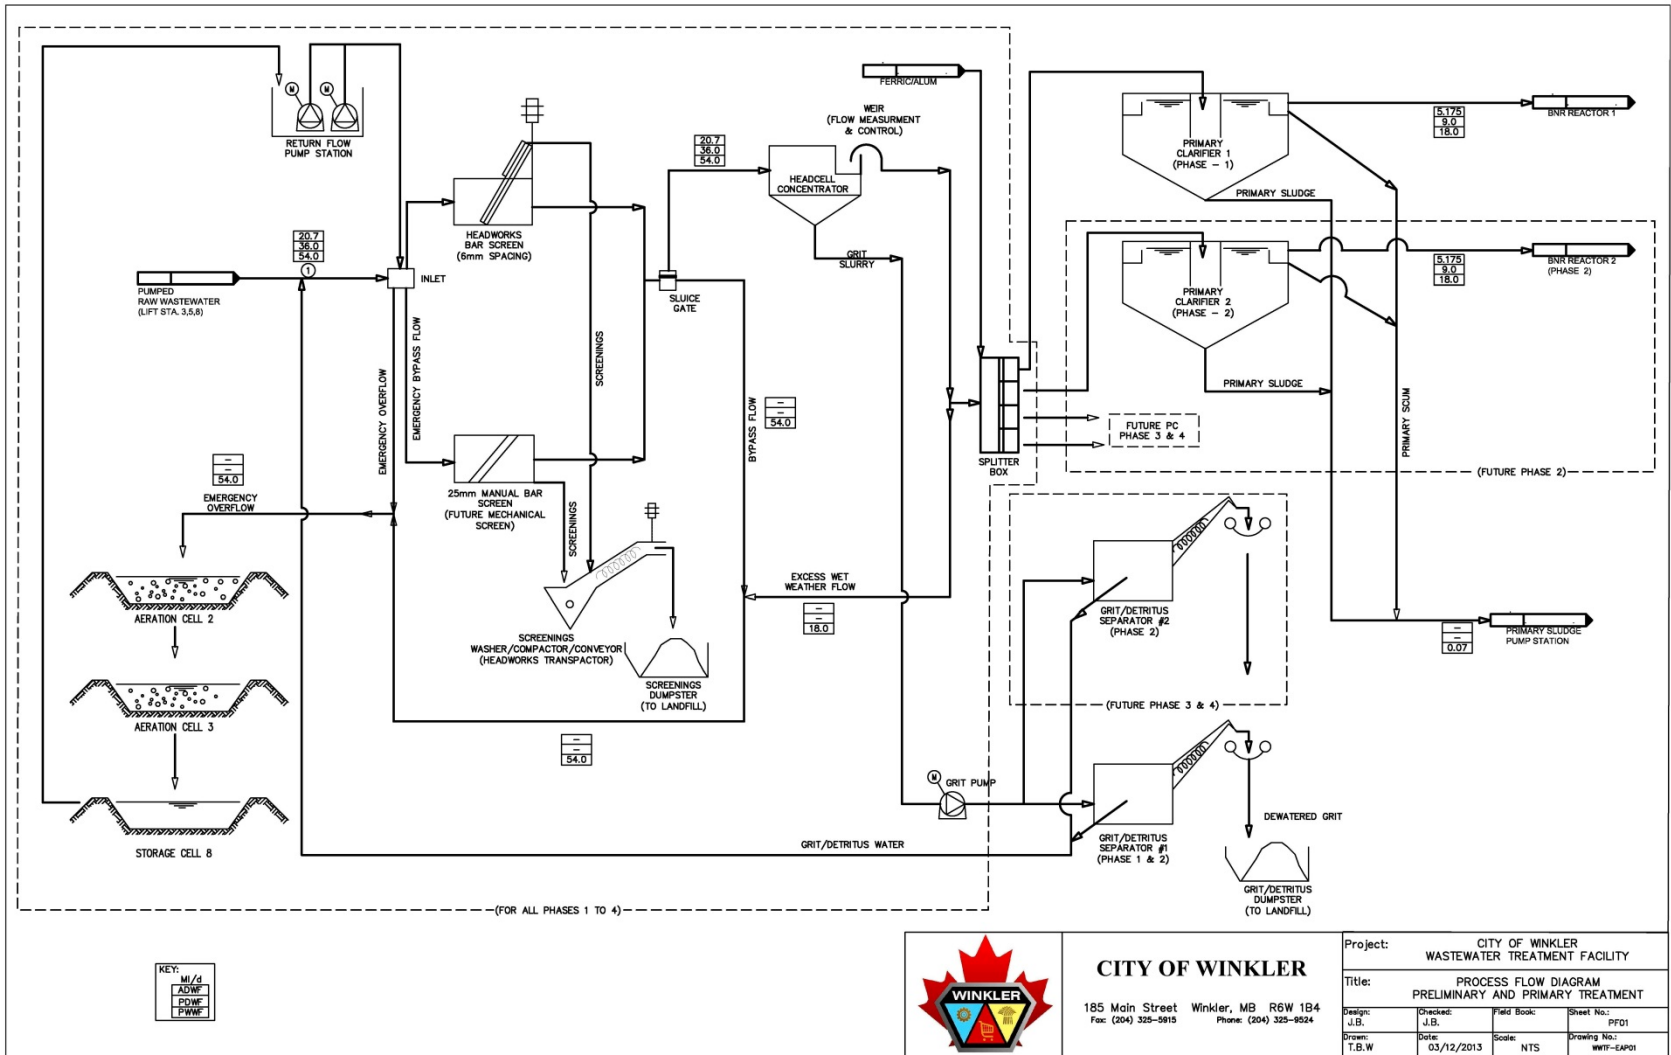 FERRIC/ALUM
WEIR
(FLOW MEASURMENT
& CONTROL)
M
M
RETURN FLOW
PUMP STATION
20.7
36.0
54.0
HEADCELL
CONCENTRATOR
PRIMARY
CLARIFIER 1
(PHASE - 1)
5.175
9.0
18.0
BNR REACTOR 1
PRIMARY SLUDGE
HEADWORKS
BAR SCREEN
(6mm SPACING)
20.7
36.0
54.0
1
PUMPED
RAW WASTEWATER
(LIFT STA. 3,5,8)
INLET
SLUICE
GATE
GRIT
SLURRY
PRIMARY
CLARIFIER 2
(PHASE - 2)
5.175
9.0
18.0
BNR REACTOR 2
(PHASE 2)
EMERGENCY OVERFLOW
EMERGENCY BYPASS FLOW
SCREENINGS
BYPASS FLOW
-
-
54.0
PRIMARY SLUDGE
PRIMARY SCUM
FUTURE PC
PHASE 3 & 4
SPLITTER
BOX
(FUTURE PHASE 2)
-
-
54.0
EMERGENCY
OVERFLOW
25mm MANUAL BAR
SCREEN
(FUTURE MECHANICAL
SCREEN)
SCREENINGS
EXCESS WET
WEATHER FLOW
-
-
18.0
AERATION CELL 2
SCREENINGS
WASHER/COMPACTOR/CONVEYOR
(HEADWORKS TRANSPACTOR)
SCREENINGS
DUMPSTER
(TO LANDFILL)
GRIT/DETRITUS
SEPARATOR #2
(PHASE 2)
-
-
0.07
PRIMARY SLUDGE
PUMP STATION
(FUTURE PHASE 3 & 4)
AERATION CELL 3
-
-
54.0
M
GRIT PUMP
DEWATERED GRIT
GRIT/DETRITUS WATER
GRIT/DETRITUS
SEPARATOR #1
(PHASE 1 & 2)
STORAGE CELL 8
GRIT/DETRITUS
DUMPSTER
(TO LANDFILL)
(FOR ALL PHASES 1 TO 4)
KEY:
Ml/d
ADWF
PDWF
PWWF
WINKLER
CITY OF WINKLER
185 Main Street Winkler, MB R6W 1B4
Fax: (204) 325-5915 Phone: (204) 325-9524
Project: CITY OF WINKLER
WASTEWATER TREATMENT FACILITY
Title: PROCESS FLOW DIAGRAM
PRELIMINARY AND PRIMARY TREATMENT
Design: J.B.
Checked: J.B.
Field Book:
Sheet No.: PF01
Drawn: T.B.W
Date: 03/12/2013
Scale: NTS
Drawing No.: WWTF-EAP01